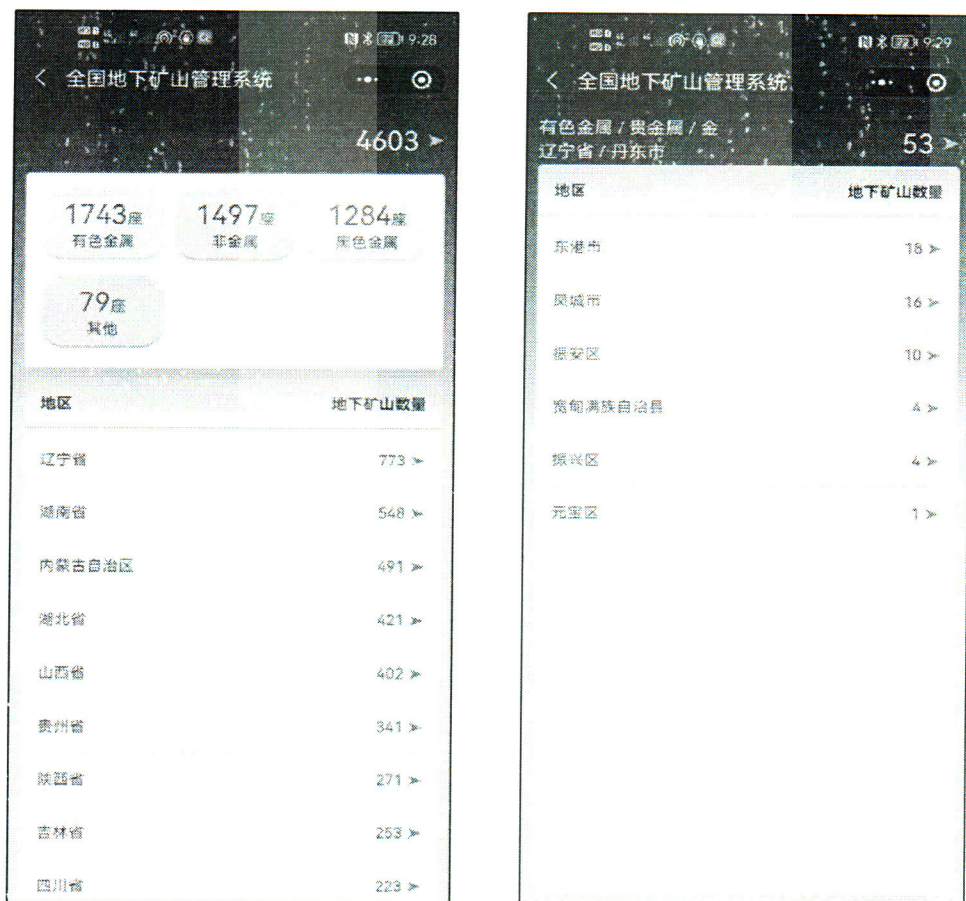 9:28
全国地下矿山管理系统
4603
1743座
有色金属
1497座
非金属
1284座
黑色金属
79座
其他
地区 地下矿山数量
辽宁省 773
湖南省 548
内蒙古自治区 491
湖北省 421
山西省 402
贵州省 341
陕西省 271
吉林省 253
四川省 223
9:29
全国地下矿山管理系统
有色金属 / 贵金属 / 金
辽宁省 / 丹东市
53
地区 地下矿山数量
东港市 18
凤城市 16
振安区 10
宽甸满族自治县 4
振兴区 4
元宝区 1